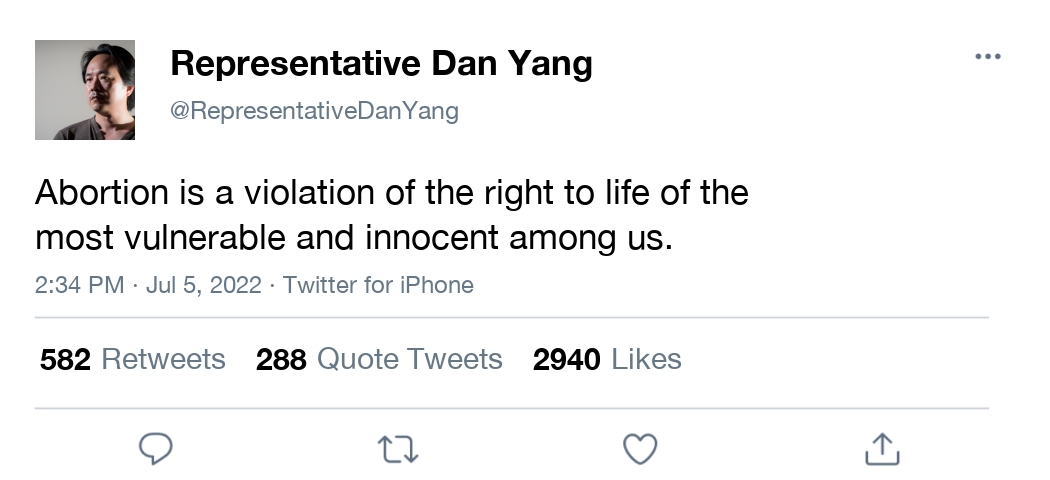 Representative Dan Yang
@RepresentativeDanYang
Abortion is a violation of the right to life of the
most vulnerable and innocent among us.
2:34 PM · Jul 5, 2022 · Twitter for iPhone
582 Retweets 288 Quote Tweets 2940 Likes